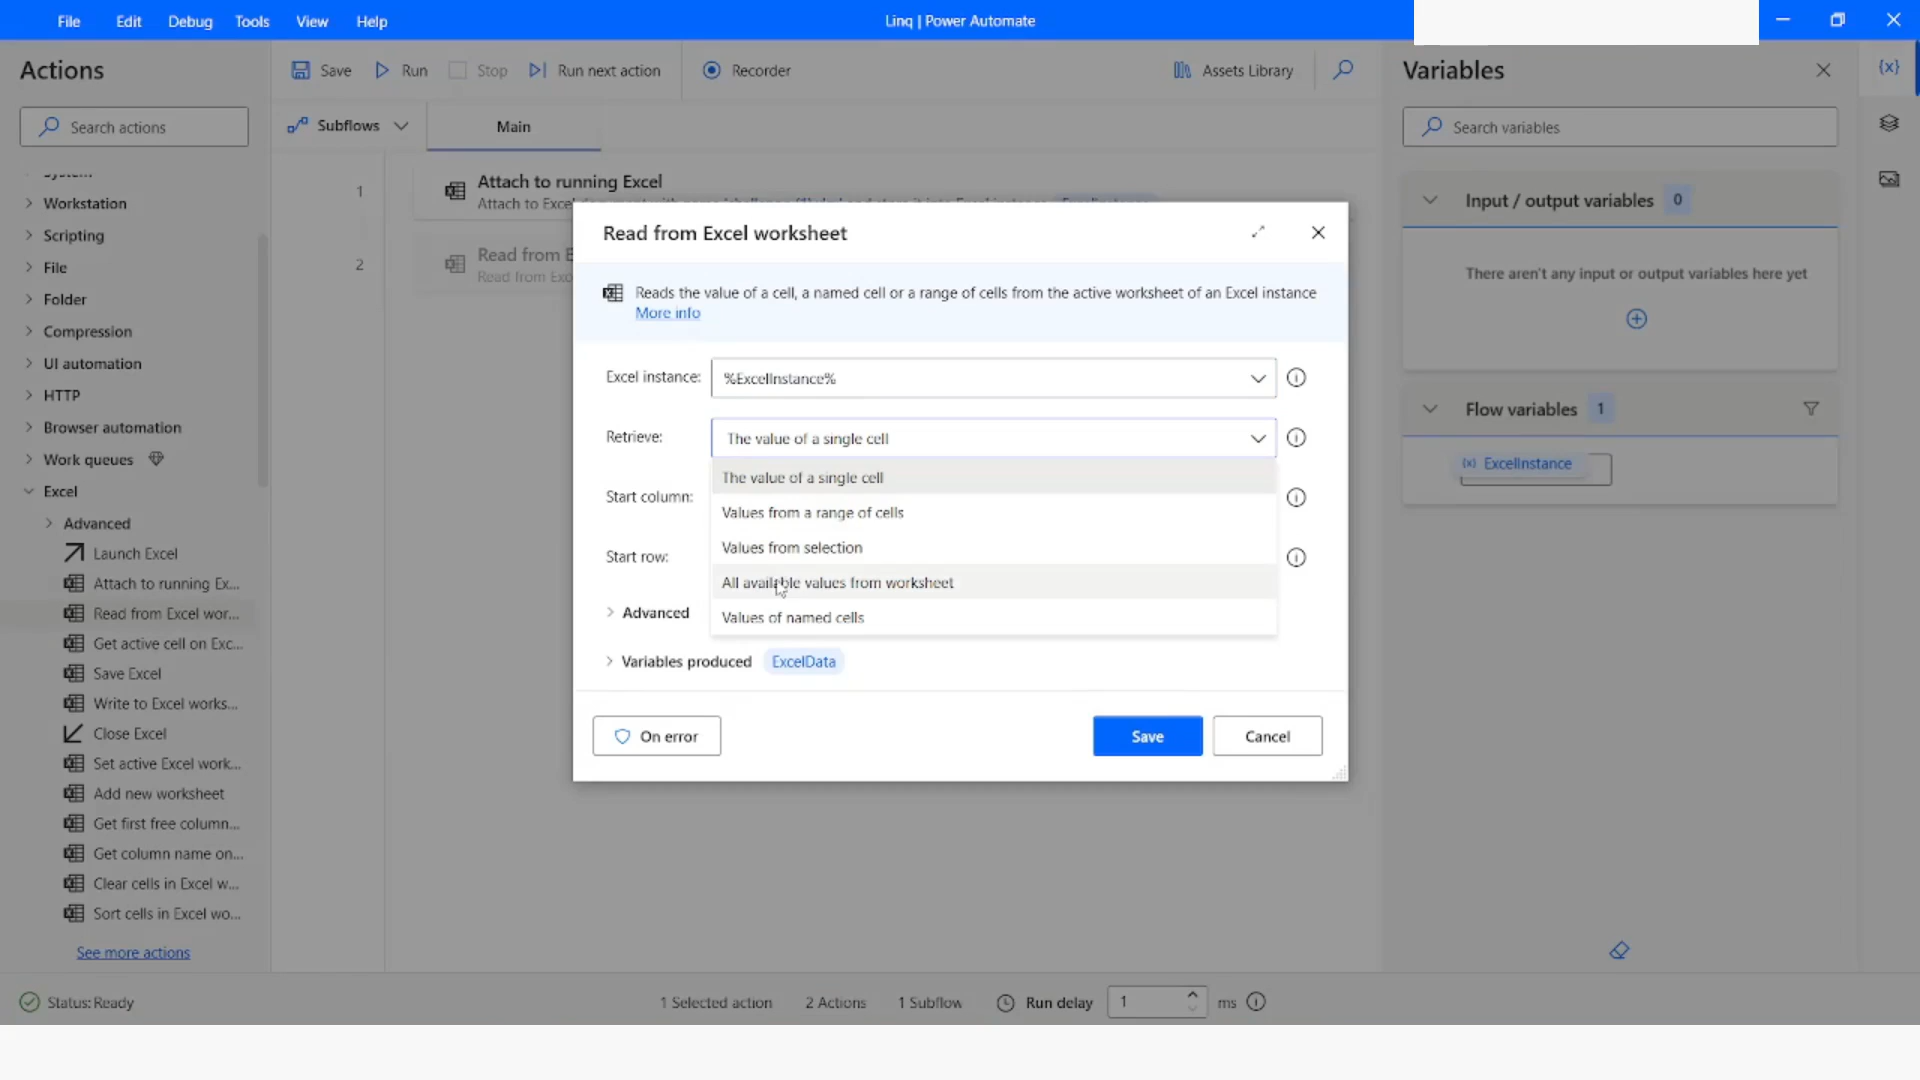 File Edit Debug Tools View Help
Linq | Power Automate
Actions
Save Run Stop Run next action Recorder Assets Library
Variables
{x}
Search actions
Subflows Main
Search variables
System
Workstation
Scripting
File
Folder
Compression
UI automation
HTTP
Browser automation
Work queues
Excel
Advanced
Launch Excel
Attach to running Ex...
Read from Excel wor...
Get active cell on Exc...
Save Excel
Write to Excel works...
Close Excel
Set active Excel work...
Add new worksheet
Get first free column...
Get column name on...
Clear cells in Excel w...
Sort cells in Excel wo...
See more actions
1 Attach to running Excel
2 Read from E
Read from Exc
Read from Excel worksheet
Reads the value of a cell, a named cell or a range of cells from the active worksheet of an Excel instance
More info
Excel instance: %ExcelInstance%
Retrieve: The value of a single cell
The value of a single cell
Start column:
Values from a range of cells
Values from selection
Start row:
All available values from worksheet
Advanced
Values of named cells
Variables produced ExcelData
On error Save Cancel
Input / output variables 0
There aren't any input or output variables here yet
Flow variables 1
(x) ExcelInstance
Status: Ready 1 Selected action 2 Actions 1 Subflow Run delay 1 ms